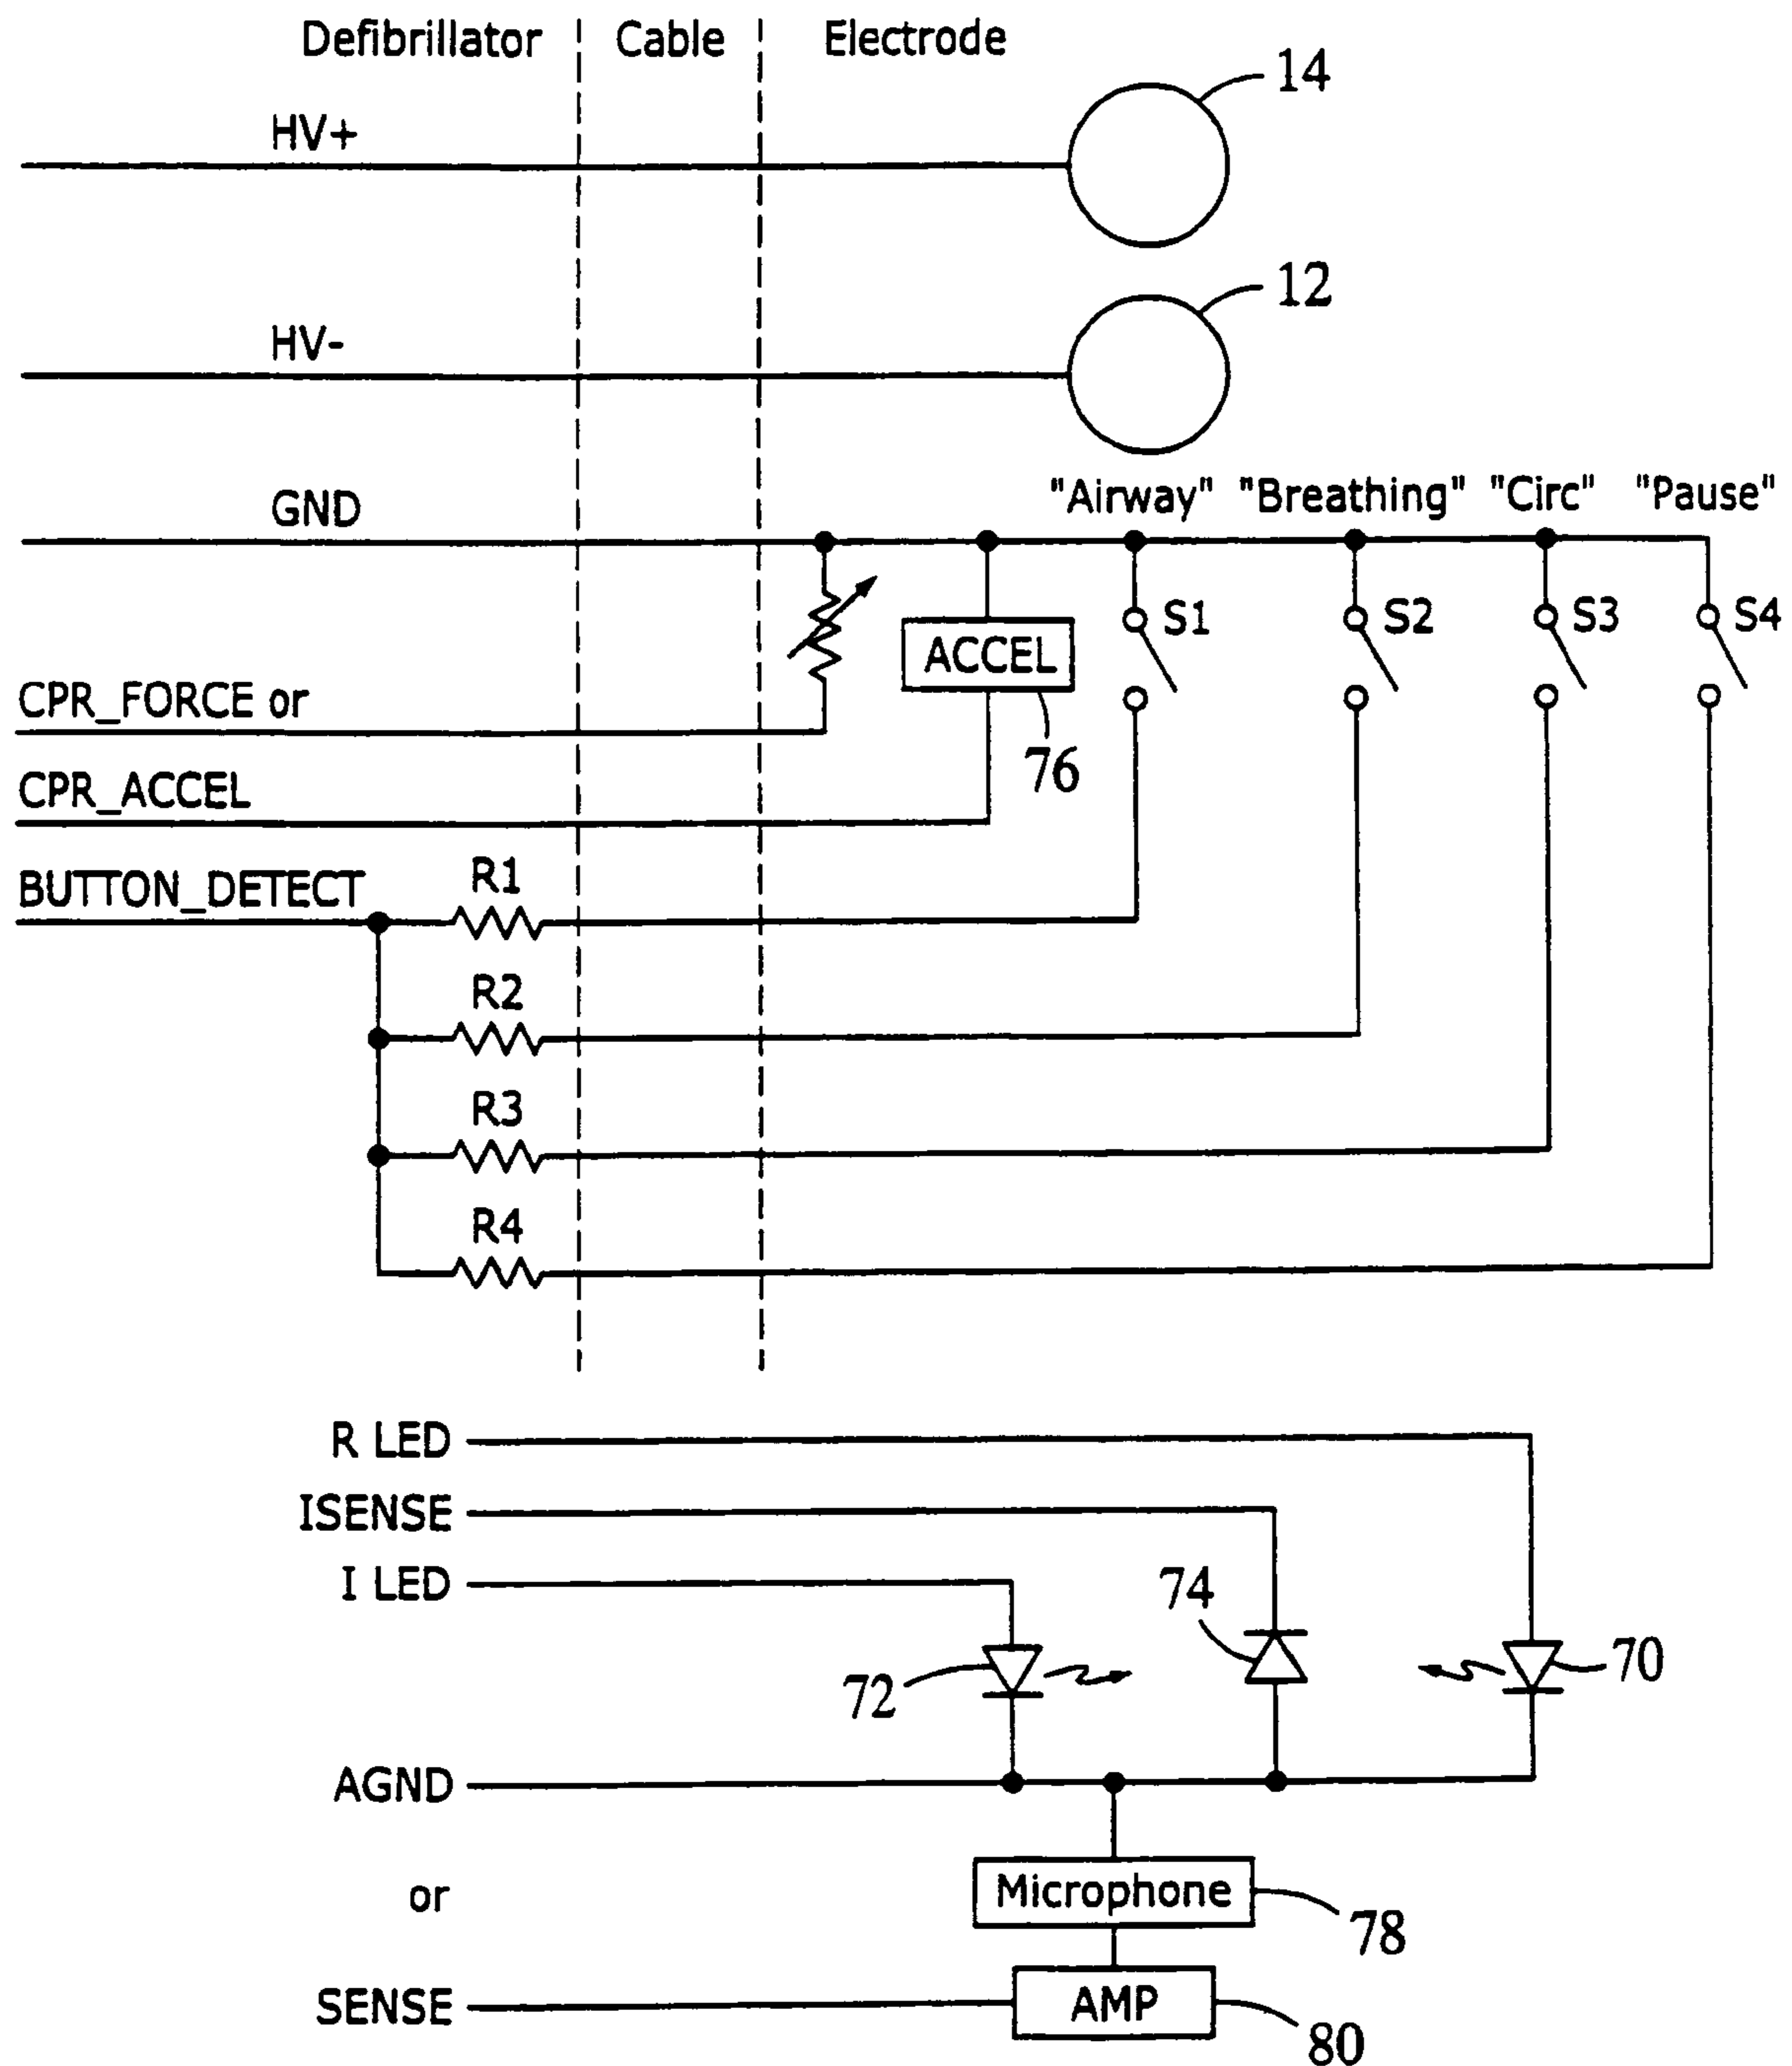 Defibrillator Cable Electrode
14
HV+
12
HV-
GND
"Airway" "Breathing" "Circ" "Pause"
S1 S2 S3 S4
ACCEL
CPR_FORCE or
76
CPR_ACCEL
BUTTON_DETECT
R1
R2
R3
R4
R LED
ISENSE
I LED
74
72
70
AGND
Microphone
or
78
SENSE
AMP
80